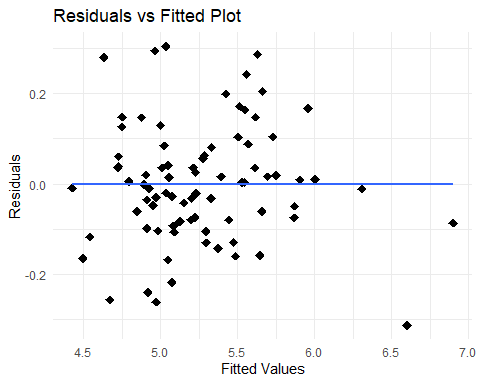 Residuals vs Fitted Plot
0.2
0.0
-0.2
Residuals
4.5 5.0 5.5 6.0 6.5 7.0
Fitted Values